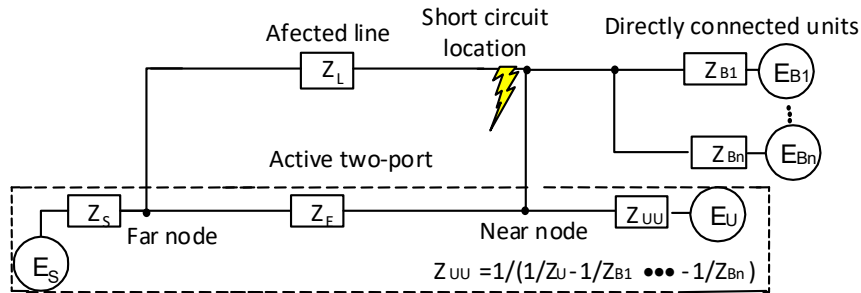 Afected line
Short circuit
location
Directly connected units
Z_L
Z_B1
E_B1
Z_Bn
E_Bn
Active two-port
Z_S
Far node
Z_E
Near node
Z_UU
E_U
E_S
Z_UU =1/(1/Z_U-1/Z_B1 ●●● -1/Z_Bn)